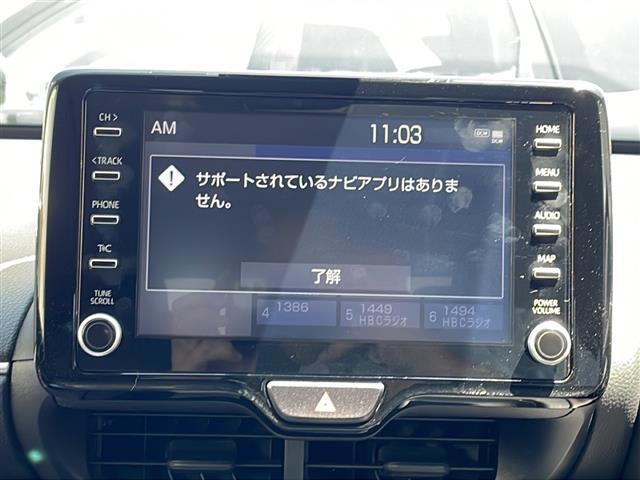 CH>
<TRACK
PHONE
T&C
TUNE
SCROLL
AM
11:03
DCM
サポートされているナビアプリはありま
せん。
了解
4 1386
5 1449
HBCラジオ
6 1494
HBCラジオ
HOME
MENU
AUDIO
MAP
POWER
VOLUME